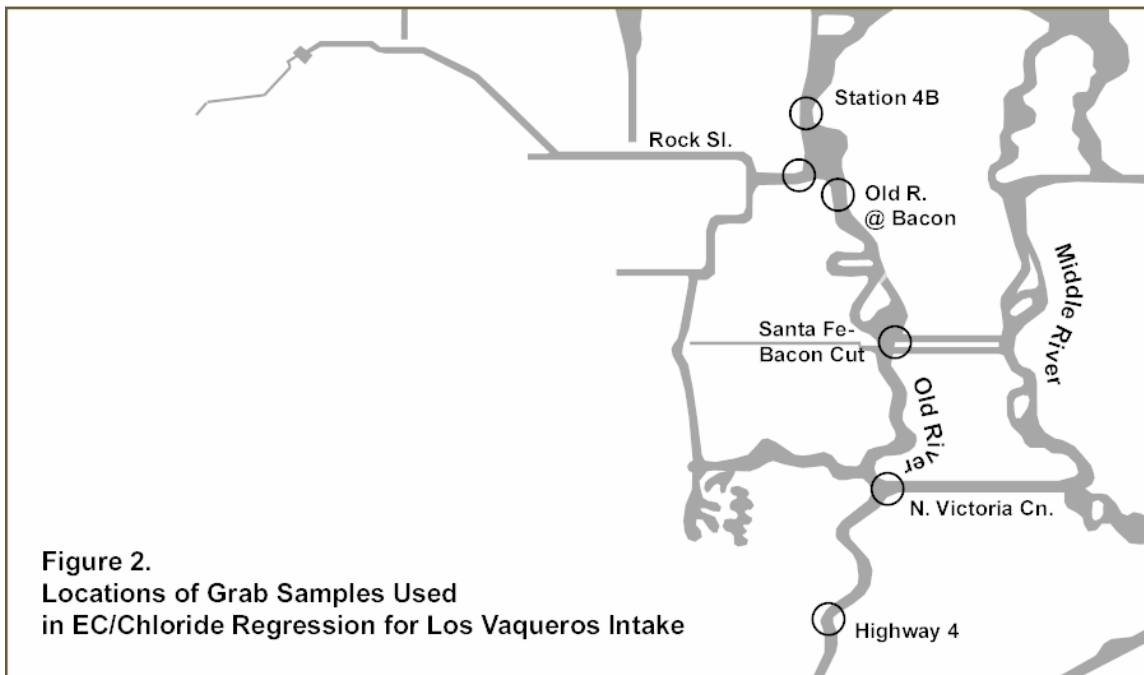 Station 4B
Rock Sl.
Old R.
@ Bacon
Middle River
Santa Fe-
Bacon Cut
Old River
N. Victoria Cn.
Highway 4
Figure 2.
Locations of Grab Samples Used
in EC/Chloride Regression for Los Vaqueros Intake